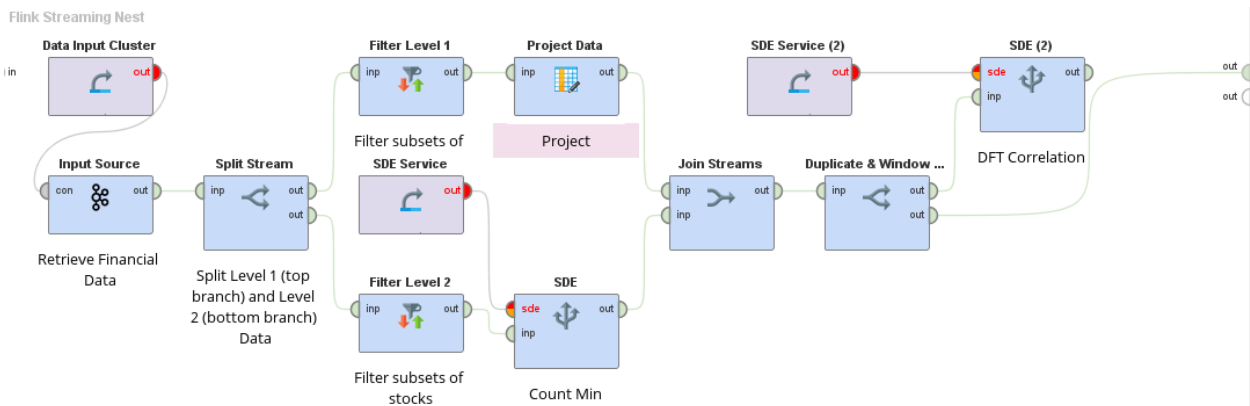 Flink Streaming Nest
Data Input Cluster
Filter Level 1
Project Data
SDE Service (2)
SDE (2)
in
out
inp out
inp out
out
sde out
inp
out
out
Filter subsets of
Project
DFT Correlation
Input Source
Split Stream
SDE Service
Join Streams
Duplicate & Window ...
con out
inp out
out
out
inp out
inp
inp out
out
Retrieve Financial
Data
Split Level 1 (top
branch) and Level
2 (bottom branch)
Data
Filter Level 2
SDE
inp out
sde out
inp
Filter subsets of
stocks
Count Min